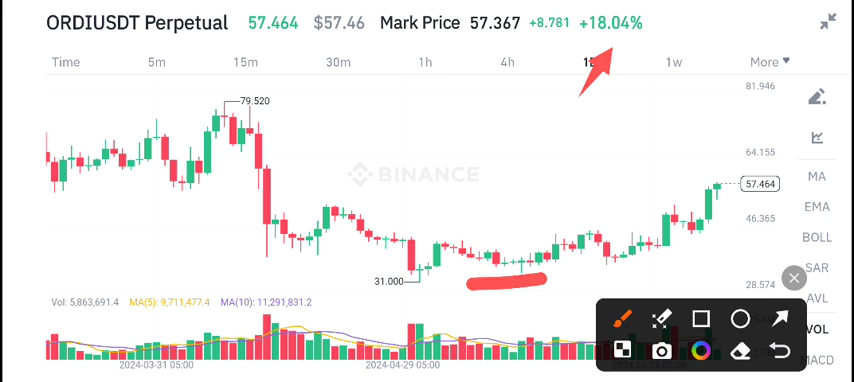 ORDIUSDT Perpetual 57.464 $57.46 Mark Price 57.367 +8,781 +18.04%
Time 5m 15m 30m 1h 4h 1w More
81.946
79.520
64.155
BINANCE
MA
57.464
EMA
46.365
BOLL
SAR
31.000
28.574
AVL
Vol: 5,863,691.4 MA(5): 9,711,477.4 MA(10): 11,291,831.2
VOL
2024-03-31 05:00 2024-04-29 05:00
MACD